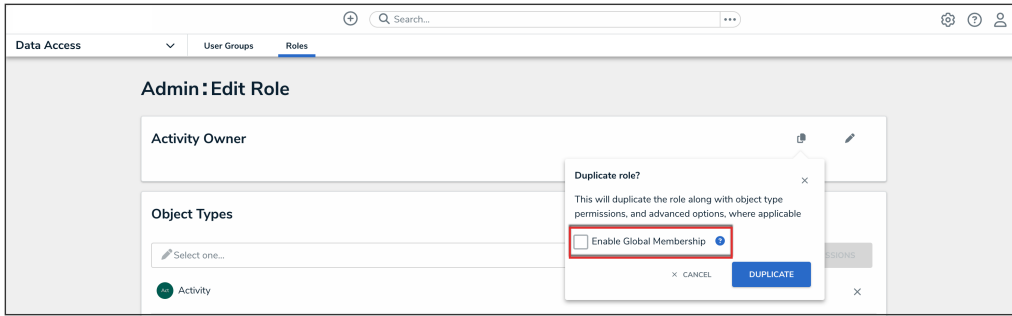 Search...
Data Access
User Groups
Roles
Admin:Edit Role
Activity Owner
Duplicate role?
This will duplicate the role along with object type
permissions, and advanced options, where applicable
Enable Global Membership
CANCEL
DUPLICATE
Object Types
Select one...
SSIONS
Act
Activity